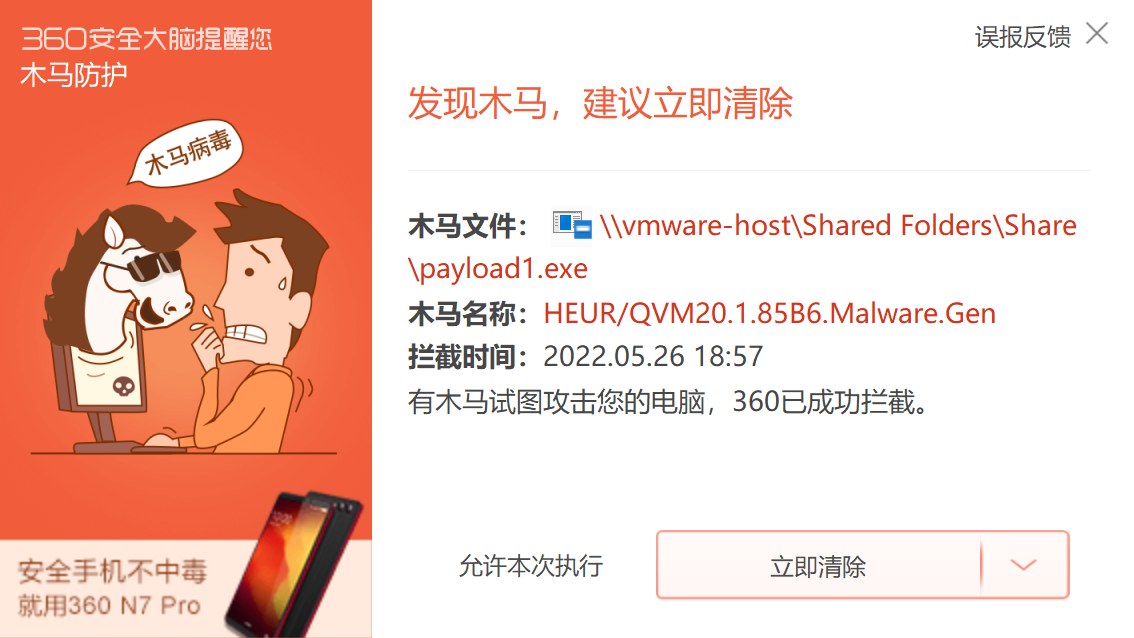 360安全大脑提醒您
木马防护
木马病毒
安全手机不中毒
就用360 N7 Pro
误报反馈
发现木马，建议立即清除
木马文件： \\vmware-host\Shared Folders\Share
\payload1.exe
木马名称：HEUR/QVM20.1.85B6.Malware.Gen
拦截时间：2022.05.26 18:57
有木马试图攻击您的电脑，360已成功拦截。
允许本次执行
立即清除